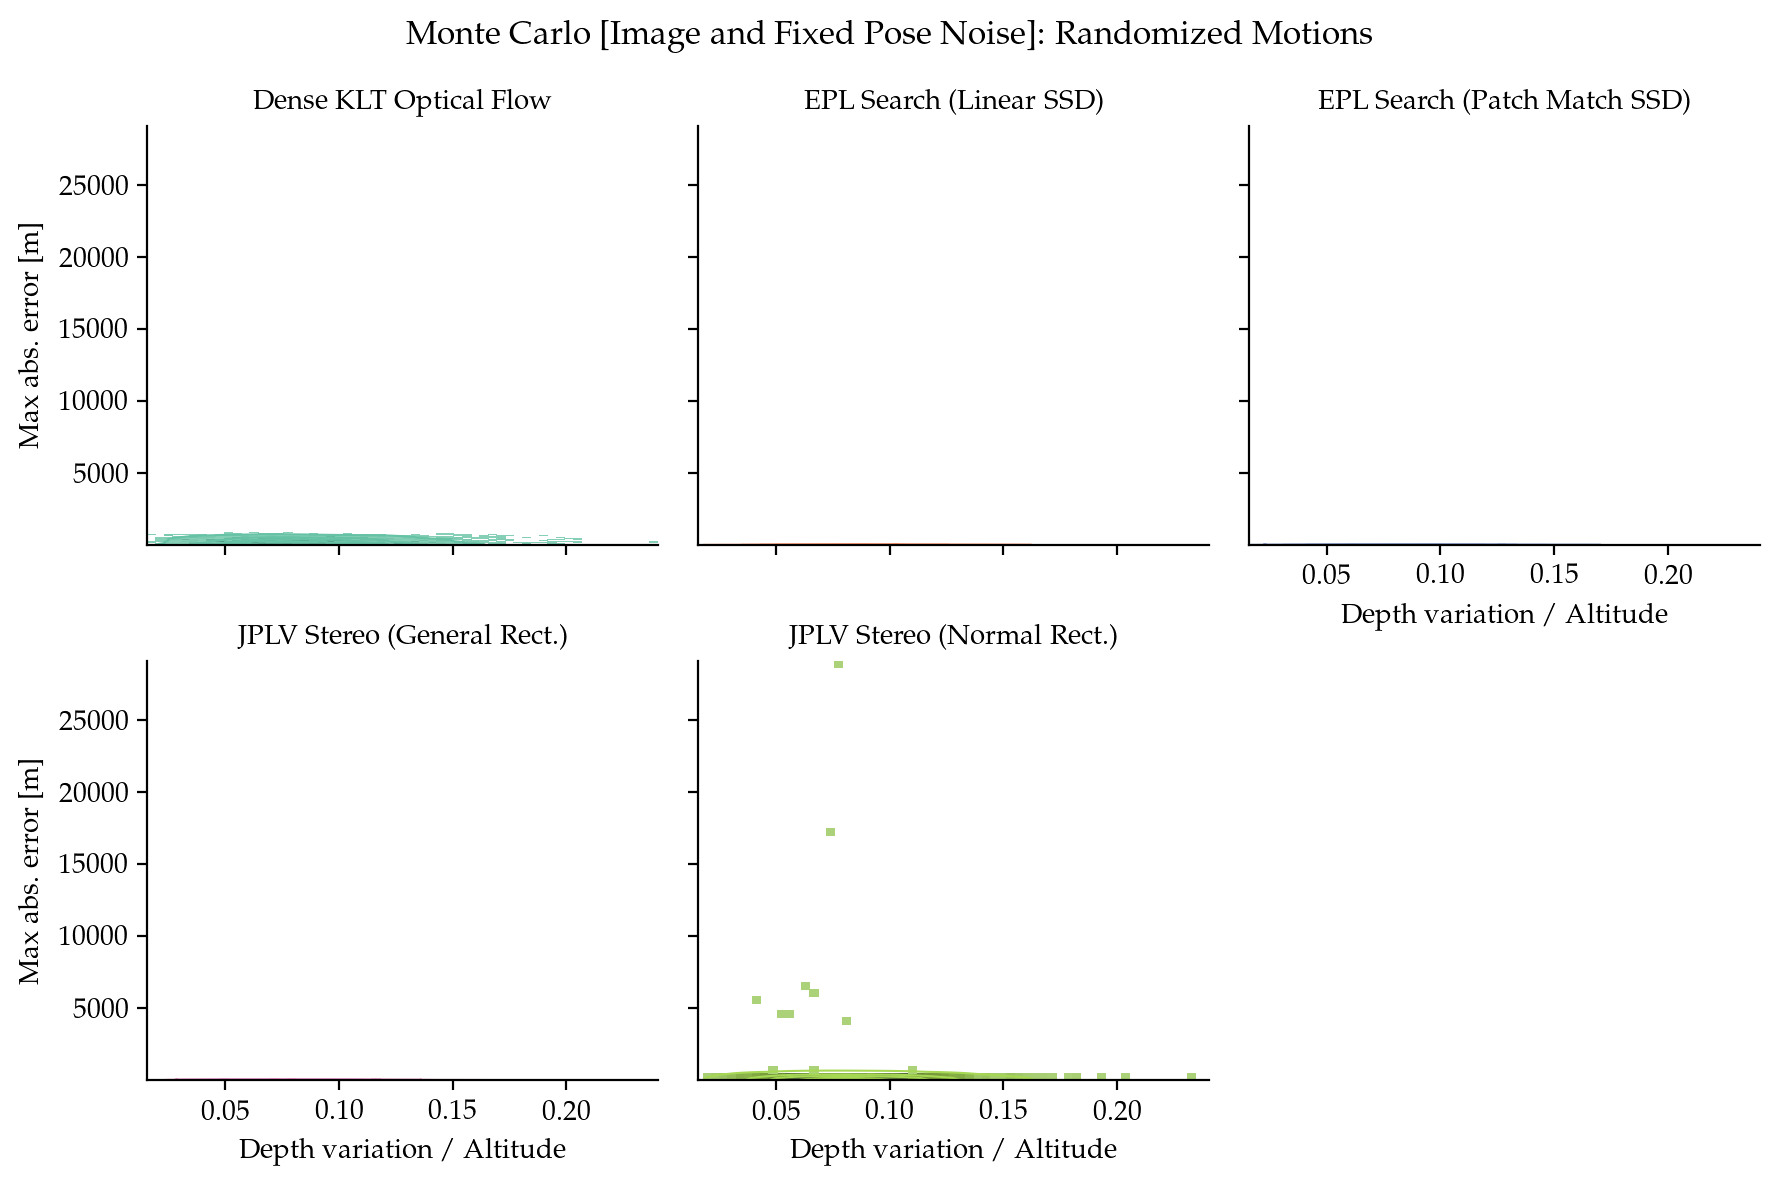 Monte Carlo [Image and Fixed Pose Noise]: Randomized Motions
Dense KLT Optical Flow
EPL Search (Linear SSD)
EPL Search (Patch Match SSD)
Max abs. error [m]
25000
20000
15000
10000
5000
0.05 0.10 0.15 0.20
Depth variation / Altitude
JPLV Stereo (General Rect.)
JPLV Stereo (Normal Rect.)
Max abs. error [m]
25000
20000
15000
10000
5000
0.05 0.10 0.15 0.20
Depth variation / Altitude
0.05 0.10 0.15 0.20
Depth variation / Altitude